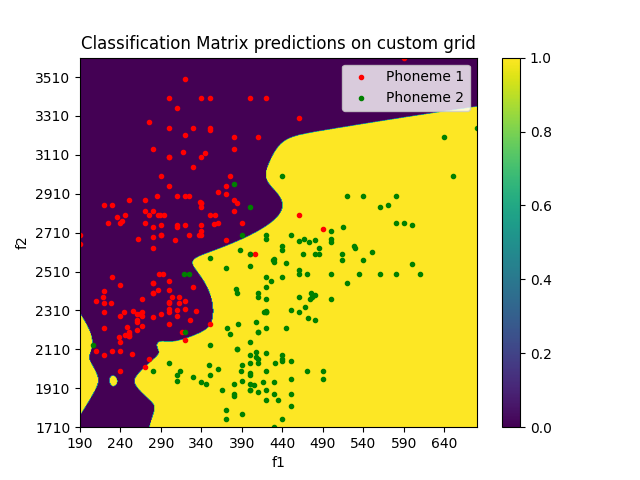 Classification Matrix predictions on custom grid
Phoneme 1
Phoneme 2
f2
3510
3310
3110
2910
2710
2510
2310
2110
1910
1710
190 240 290 340 390 440 490 540 590 640
f1
1.0
0.8
0.6
0.4
0.2
0.0